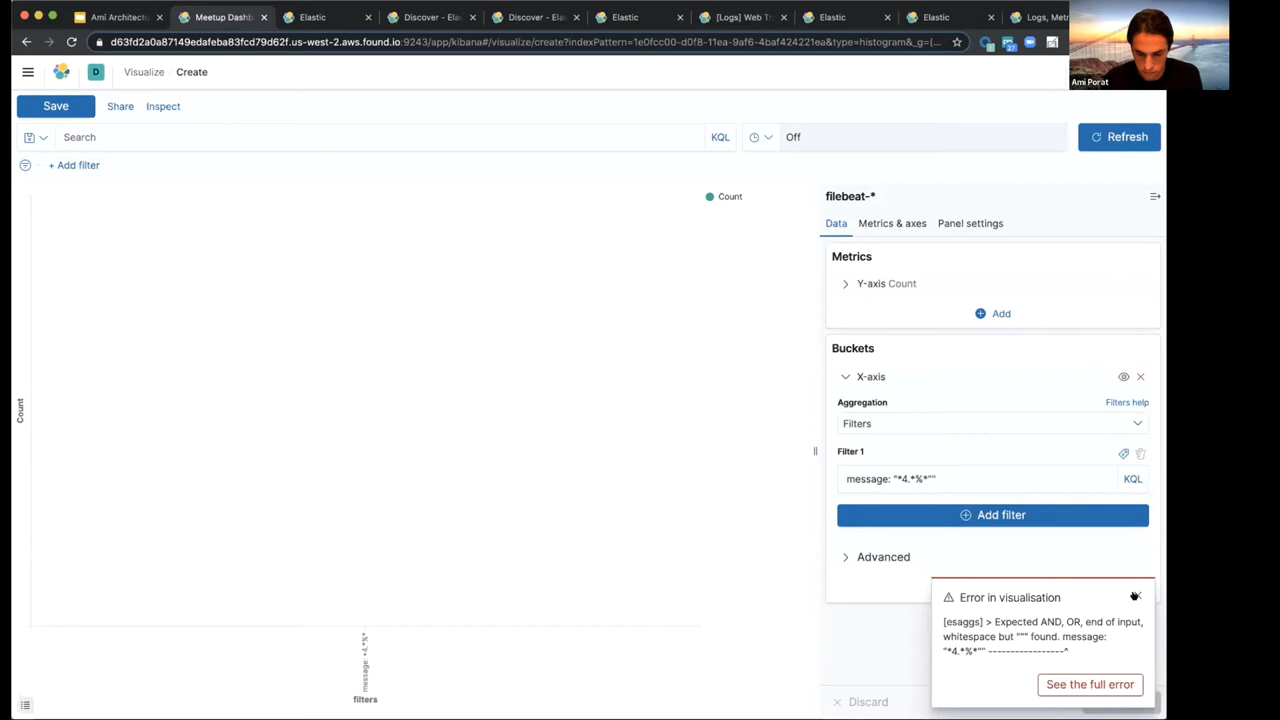 Ami Architectu
Meetup Dashb
Elastic
Discover - Ela
Discover - Ela
Elastic
[Logs] Web Tr
Elastic
Elastic
Logs, Met
d63fd2a0a87149edafeba83fcd79d62f.us-west-2.aws.found.io:9243/app/kibana#/visualize/create?indexPattern=1e0fcc00-d0f8-11ea-9af6-4baf424221ea&type=histogram&_g=(...
27
Ami Porat
D
Visualize
Create
Save
Share
Inspect
Search
KQL
Off
Refresh
+ Add filter
Count
filebeat-*
Data
Metrics & axes
Panel settings
Metrics
Y-axis Count
Add
Buckets
X-axis
Aggregation
Filters help
Filters
Filter 1
message: "*4.*%*""
KQL
Add filter
Advanced
Error in visualisation
[esaggs] > Expected AND, OR, end of input,
whitespace but "\"" found. message:
"*4.*%*"" -----------------^
See the full error
Discard
Count
message: *4.*%*
filters